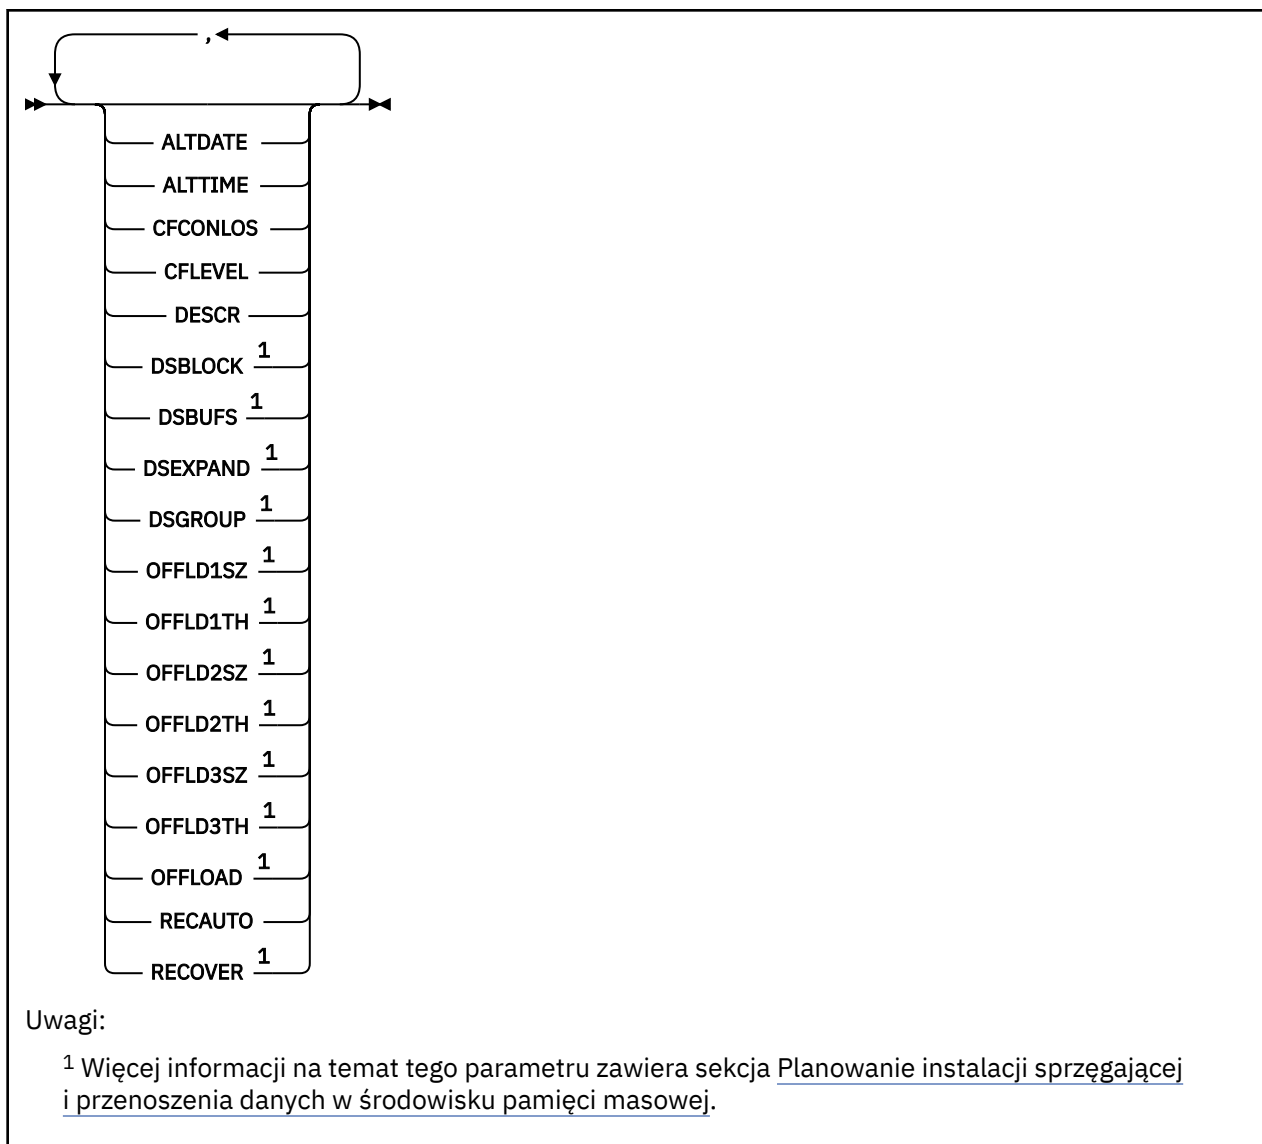 ,
ALTDATE
ALTTIME
CFCONLOS
CFLEVEL
DESCR
DSBLOCK 1
DSBUFS 1
DSEXPAND 1
DSGROUP 1
OFFLD1SZ 1
OFFLD1TH 1
OFFLD2SZ 1
OFFLD2TH 1
OFFLD3SZ 1
OFFLD3TH 1
OFFLOAD 1
RECAUTO
RECOVER 1
Uwagi:
1 Więcej informacji na temat tego parametru zawiera sekcja Planowanie instalacji sprzęgającej
i przenoszenia danych w środowisku pamięci masowej.